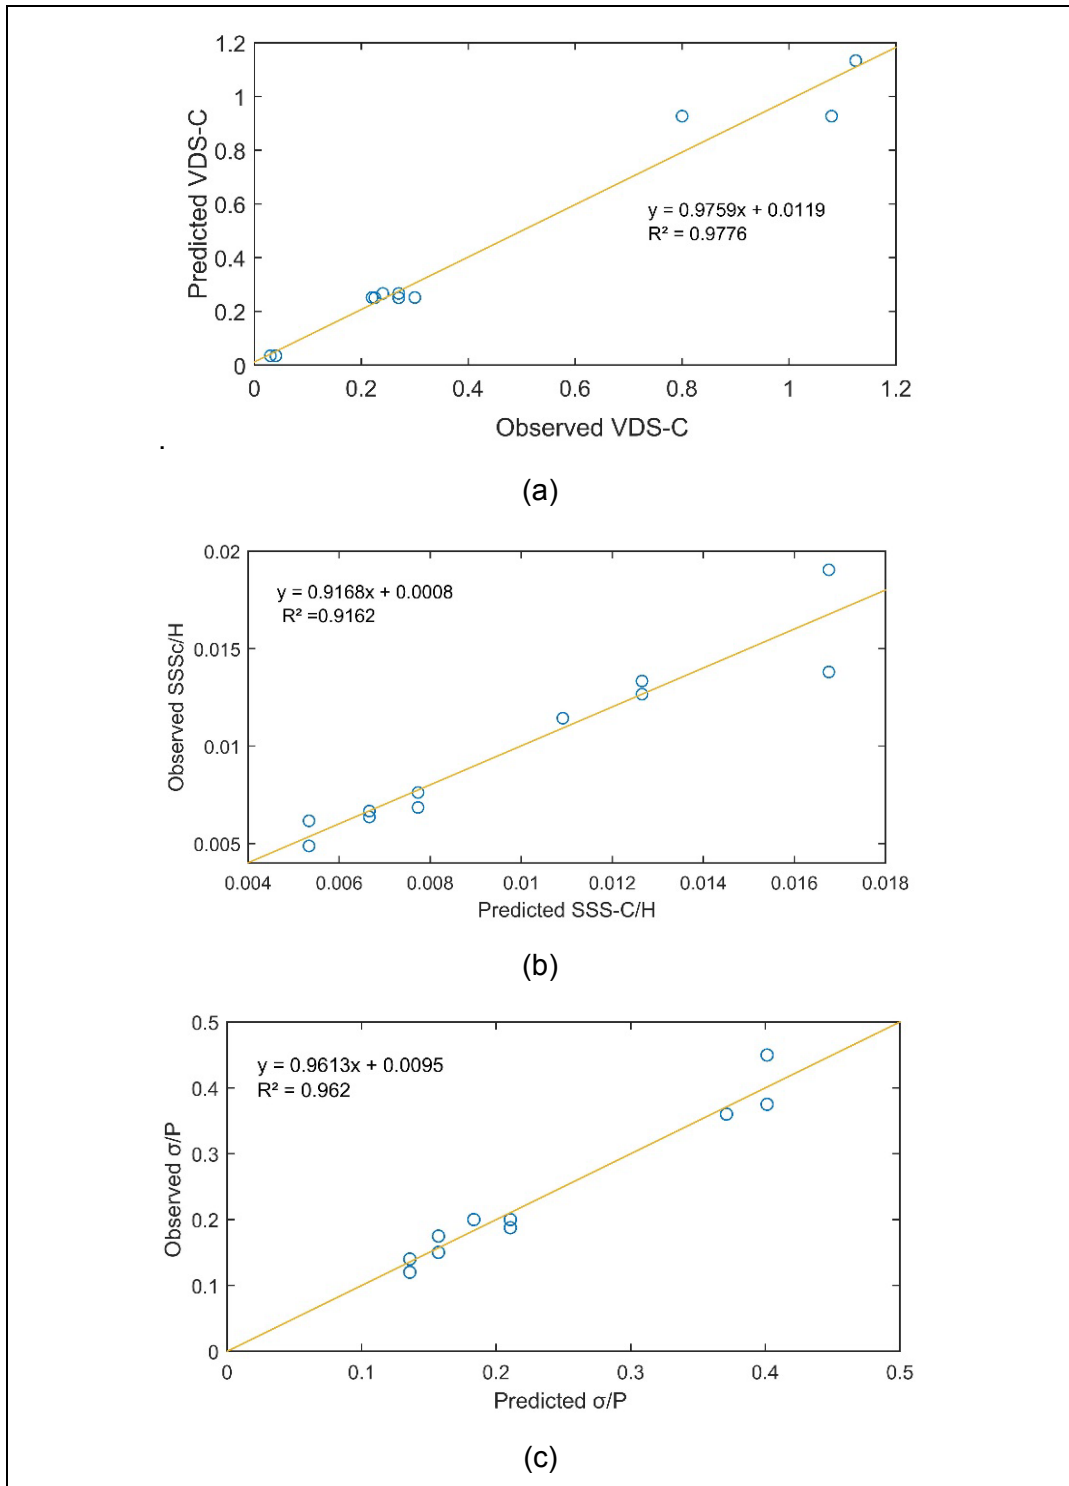 1.2
1
0.8
0.6
0.4
0.2
0
Predicted VDS-C
y = 0.9759x + 0.0119
R² = 0.9776
0 0.2 0.4 0.6 0.8 1 1.2
Observed VDS-C
.
(a)
0.02
0.015
0.01
0.005
Observed SSSc/H
y = 0.9168x + 0.0008
R² =0.9162
0.004 0.006 0.008 0.01 0.012 0.014 0.016 0.018
Predicted SSS-C/H
(b)
0.5
0.4
0.3
0.2
0.1
0
Observed σ/P
y = 0.9613x + 0.0095
R² = 0.962
0 0.1 0.2 0.3 0.4 0.5
Predicted σ/P
(c)